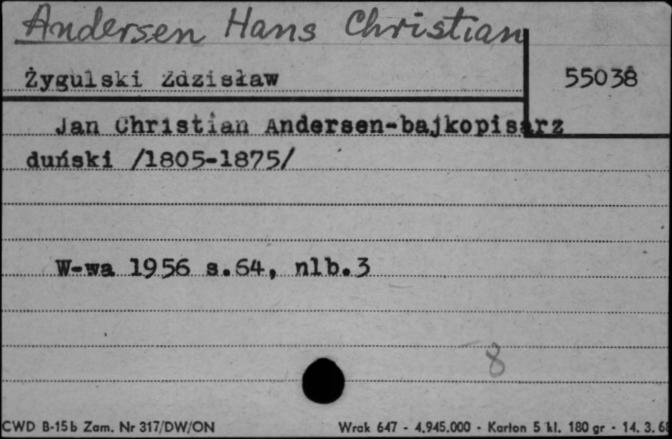 Andersen Hans Christian
Żygulski Zdzisław
55038
Jan Christian Andersen-bajkopisarz
duński /1805-1875/
W-wa 1956 s.64, nlb.3
8
CWD B-15b Zam. Nr 317/DW/ON
Wrak 647 - 4.945.000 - Karton 5 kl. 180 gr - 14. 3. 6